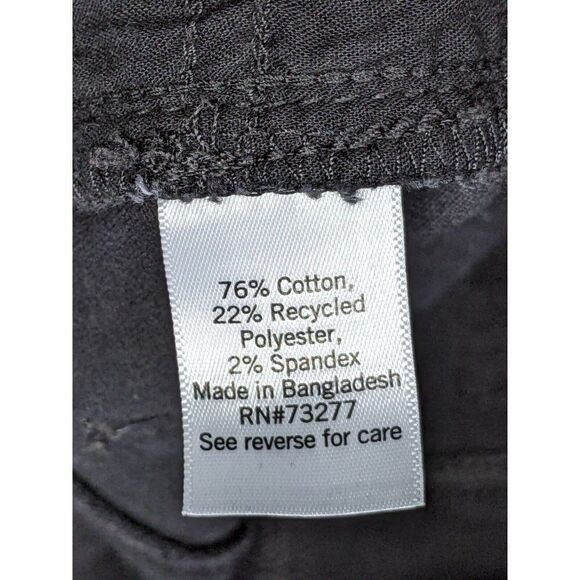 76% Cotton,
22% Recycled
Polyester,
2% Spandex
Made in Bangladesh
RN#73277
See reverse for care